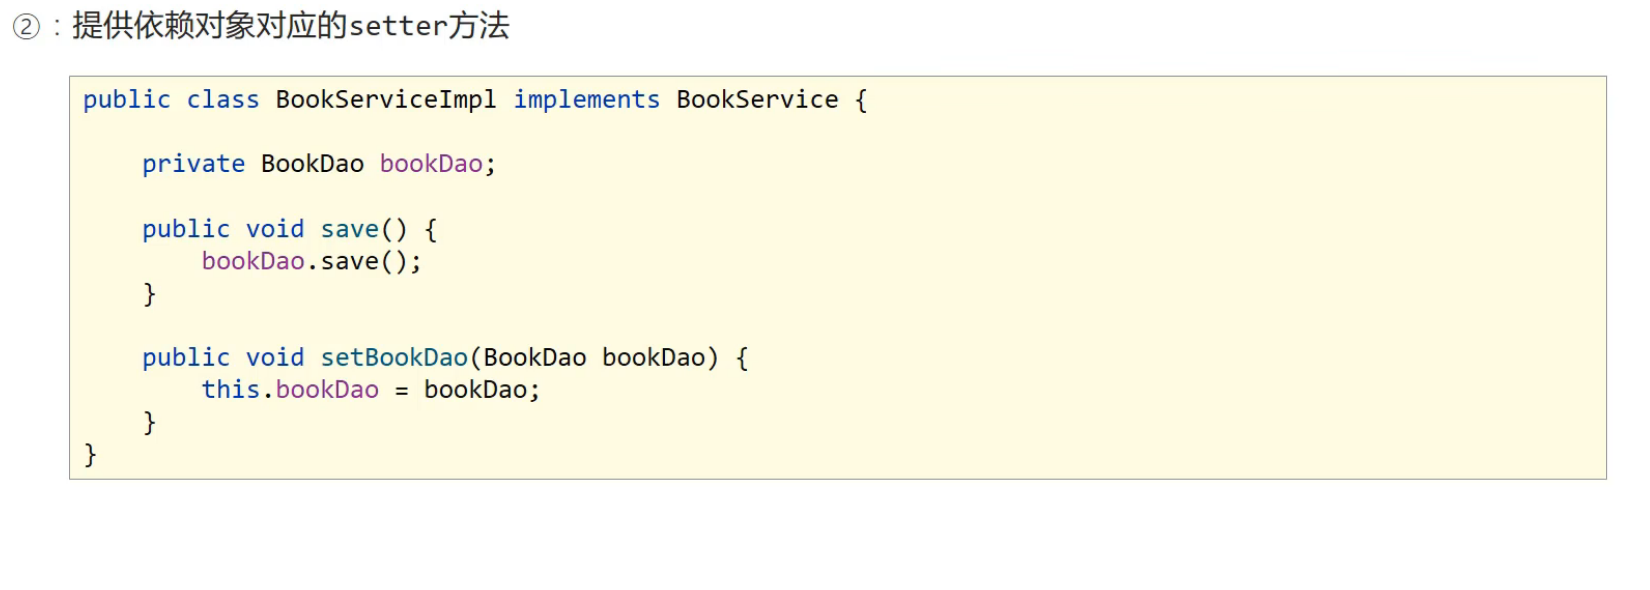 ②：提供依赖对象对应的setter方法
public class BookServiceImpl implements BookService {
    private BookDao bookDao;
    public void save() {
        bookDao.save();
    }
    public void setBookDao(BookDao bookDao) {
        this.bookDao = bookDao;
    }
}